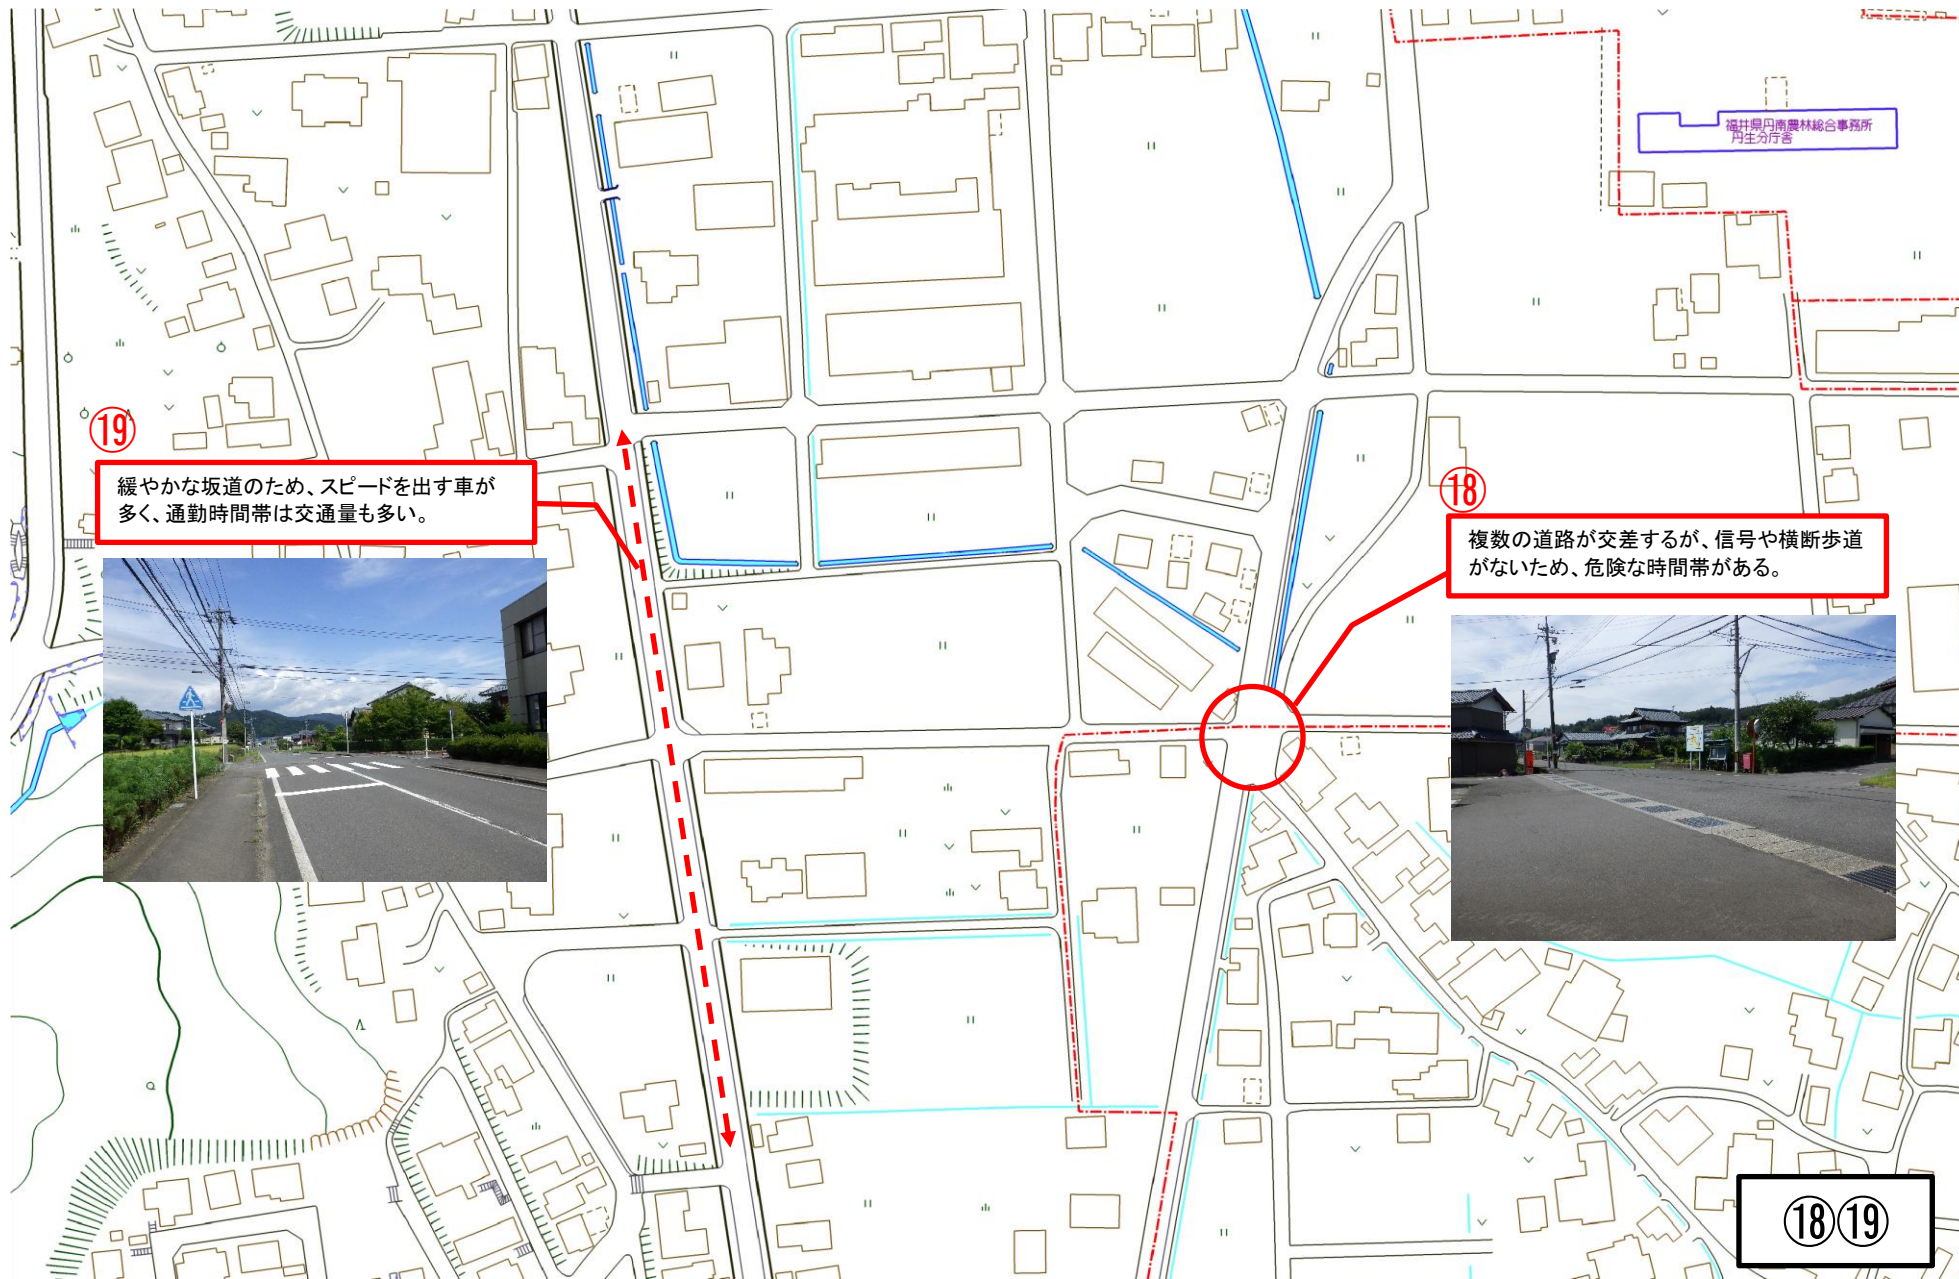 福井県丹南農林総合事務所
丹生分庁舎
⑲
緩やかな坂道のため、スピードを出す車が
多く、通勤時間帯は交通量も多い。
⑱
複数の道路が交差するが、信号や横断歩道
がないため、危険な時間帯がある。
⑱⑲